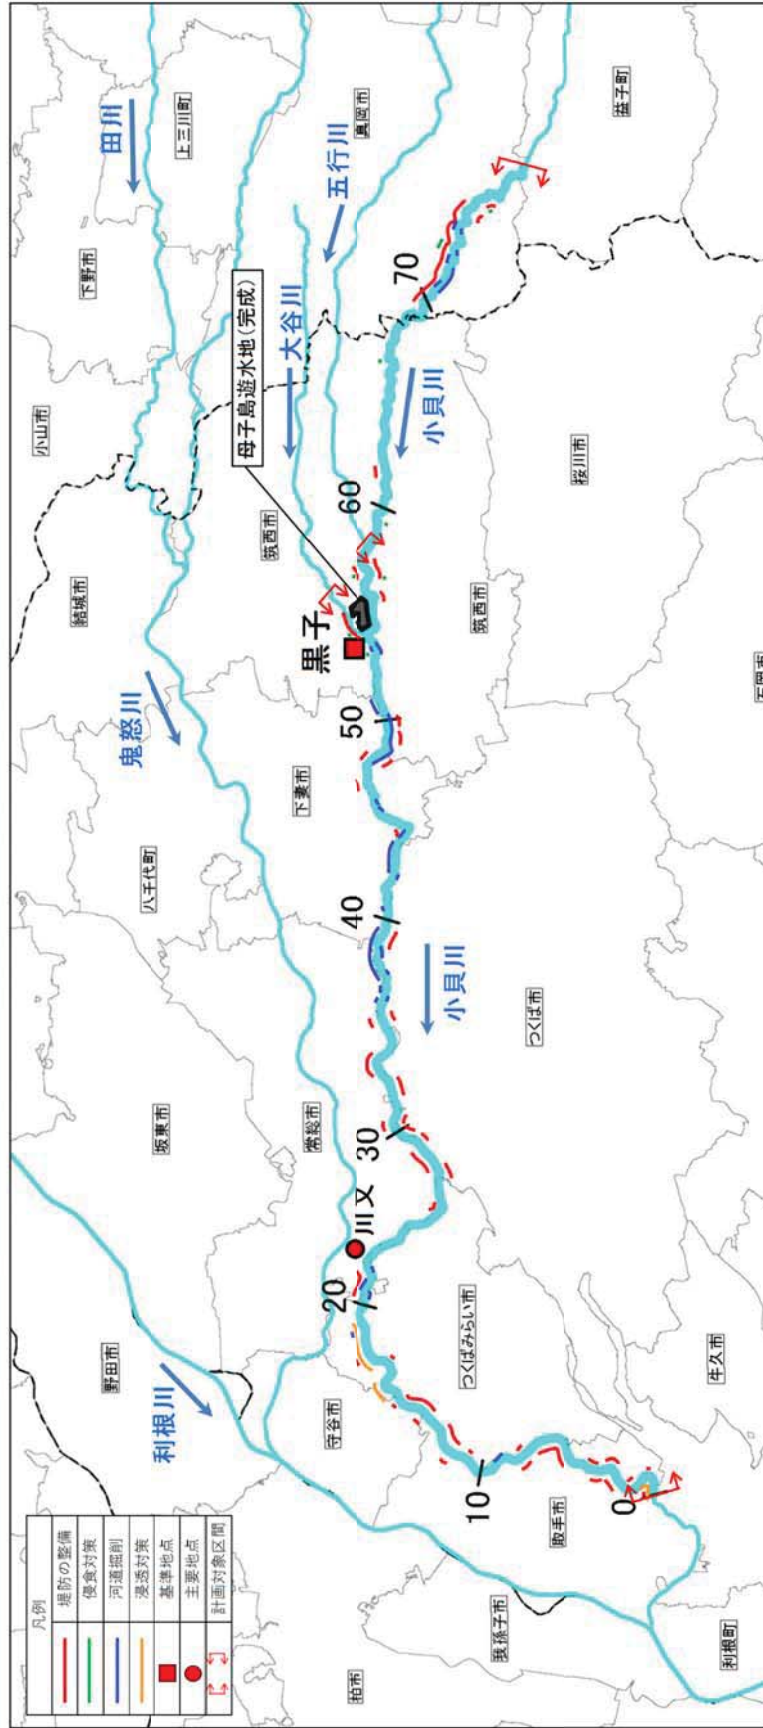 凡例
堤防の整備
侵食対策
河道掘削
浸透対策
基準地点
主要地点
計画対象区間
小山市
下野市
田川
上三川町
真岡市
益子町
五行川
大谷川
母子島遊水地(完成)
結城市
筑西市
鬼怒川
黒子
70
小貝川
60
桜川市
筑西市
50
下妻市
八千代町
40
小貝川
つくば市
坂東市
常総市
30
川又
20
野田市
利根川
守谷市
つくばみらい市
牛久市
10
取手市
0
柏市
我孫子市
利根町